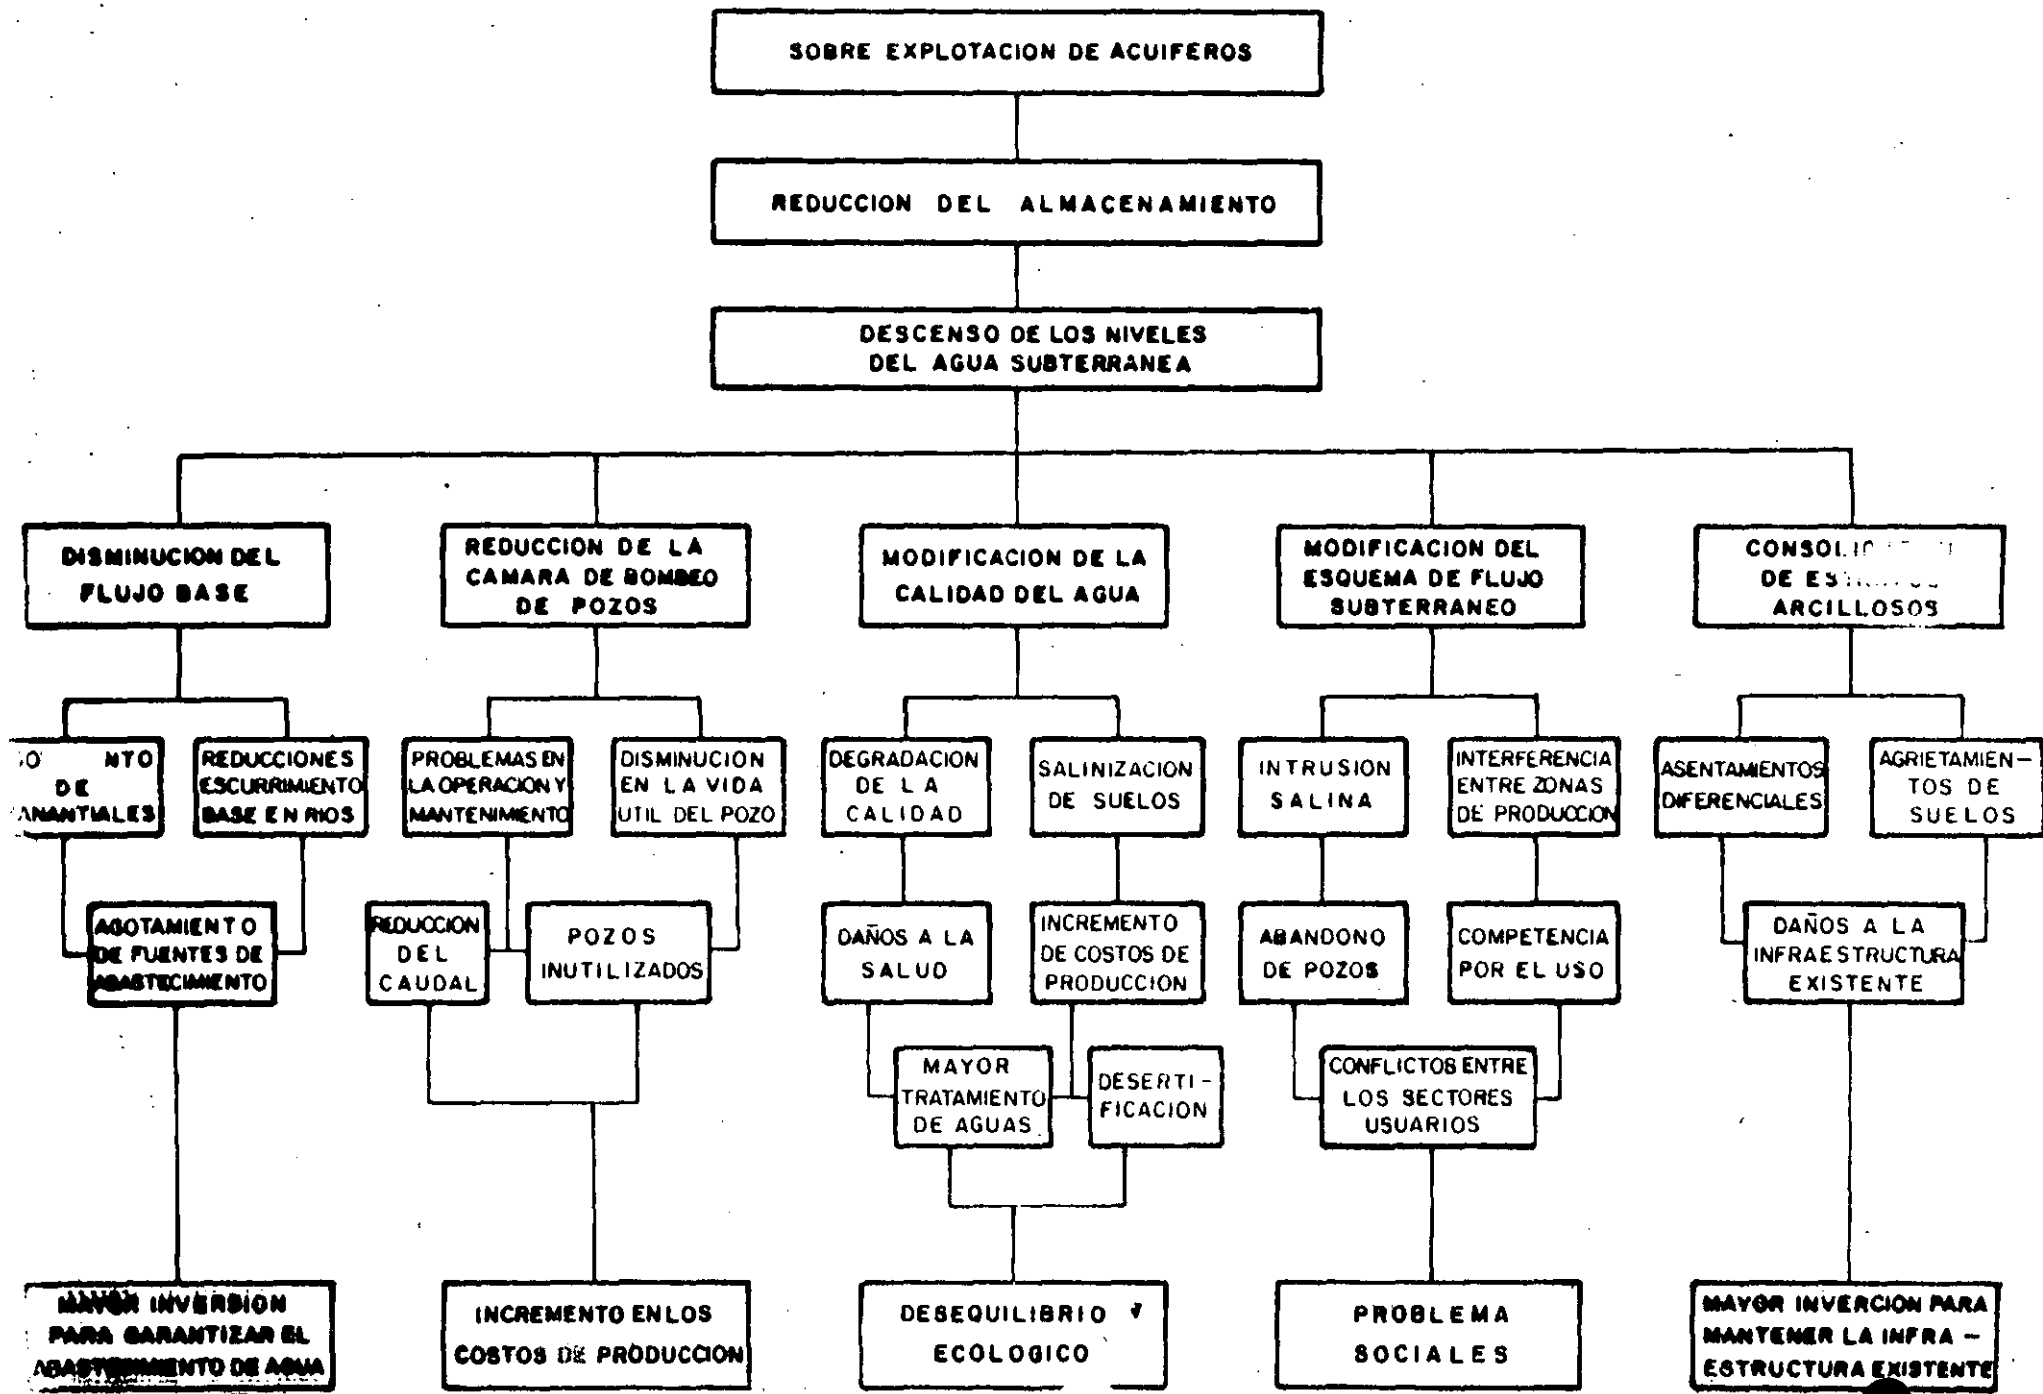 SOBRE EXPLOTACION DE ACUIFEROS
REDUCCION DEL ALMACENAMIENTO
DESCENSO DE LOS NIVELES
DEL AGUA SUBTERRANEA
DISMINUCION DEL
FLUJO BASE
REDUCCION DE LA
CAMARA DE BOMBEO
DE POZOS
MODIFICACION DE LA
CALIDAD DEL AGUA
MODIFICACION DEL
ESQUEMA DE FLUJO
SUBTERRANEO
DE
ARCILLOSOS
DE
REDUCCIONES
ESCURRIMIENTO
BASE EN RIOS
PROBLEMAS EN
LA OPERACION Y
MANTENIMIENTO
DISMINUCION
EN LA VIDA
UTIL DEL POZO
DEGRADACION
DE LA
CALIDAD
SALINIZACION
DE SUELOS
INTRUSION
SALINA
INTERFERENCIA
ENTRE ZONAS
DE PRODUCCION
ASENTAMIENTOS
DIFERENCIALES
AGRIETAMIEN-
TOS DE
SUELOS
AGOTAMIENTO
DE FUENTES DE
ABASTECIMIENTO
REDUCCION
DEL
CAUDAL
POZOS
INUTILIZADOS
DAÑOS A LA
SALUD
INCREMENTO
DE COSTOS DE
PRODUCCION
ABANDONO
DE POZOS
COMPETENCIA
POR EL USO
DAÑOS A LA
INFRAESTRUCTURA
EXISTENTE
MAYOR
TRATAMIENTO
DE AGUAS
DESERTI-
FICACION
CONFLICTOS ENTRE
LOS SECTORES
USUARIOS
MAYOR INVERSION
PARA GARANTIZAR EL
ABASTECIMIENTO DE AGUA
INCREMENTO EN LOS
COSTOS DE PRODUCCION
DESEQUILIBRIO
ECOLOGICO
PROBLEMA
SOCIALES
MAYOR INVERCION PARA
MANTENER LA INFRA-
ESTRUCTURA EXISTENTE